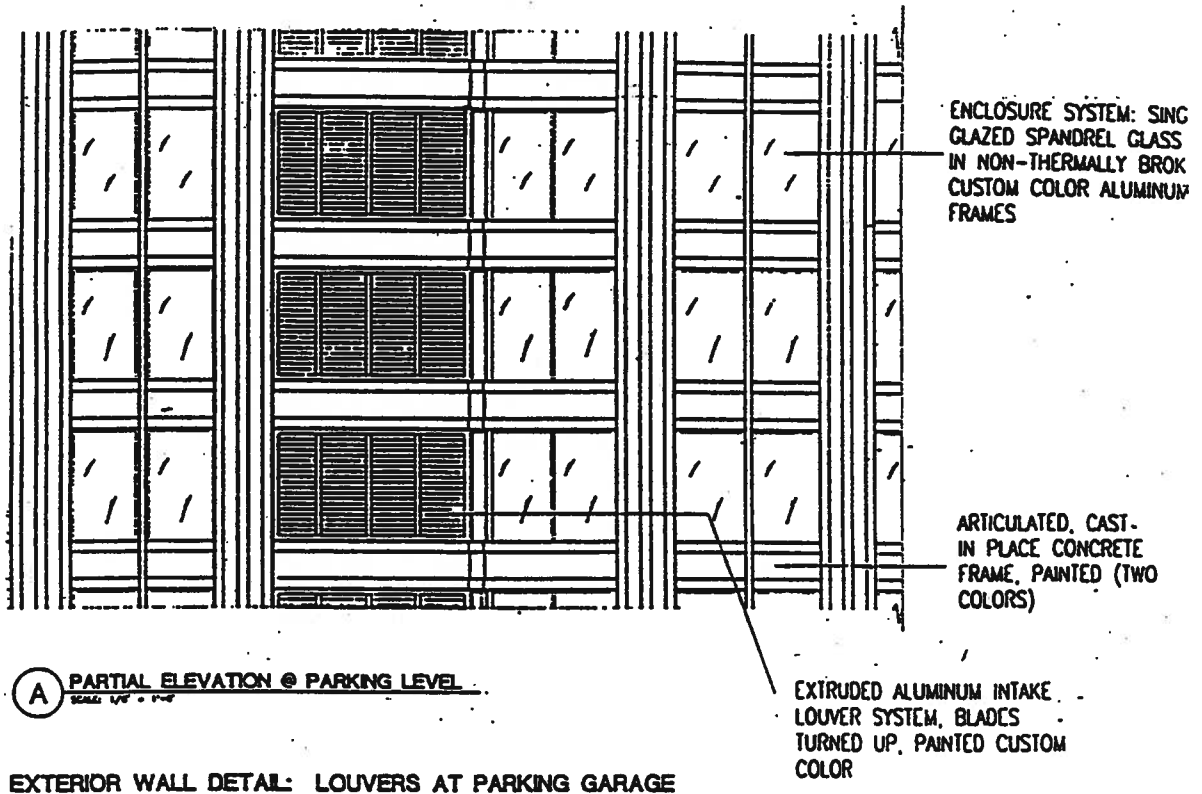 ENCLOSURE SYSTEM: SING
GLAZED SPANDREL GLASS
IN NON-THERMALLY BROK
CUSTOM COLOR ALUMINUM
FRAMES
ARTICULATED, CAST-
IN PLACE CONCRETE
FRAME, PAINTED (TWO
COLORS)
EXTRUDED ALUMINUM INTAKE
LOUVER SYSTEM, BLADES
TURNED UP, PAINTED CUSTOM
COLOR
A
PARTIAL ELEVATION @ PARKING LEVEL
SCALE:
EXTERIOR WALL DETAIL: LOUVERS AT PARKING GARAGE